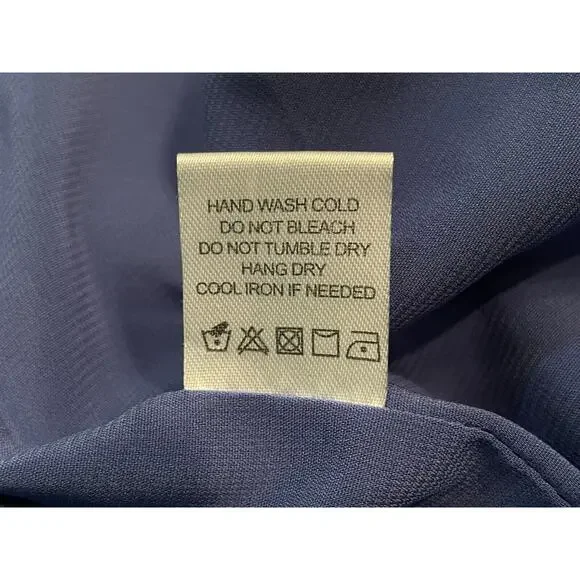 HAND WASH COLD
DO NOT BLEACH
DO NOT TUMBLE DRY
HANG DRY
COOL IRON IF NEEDED